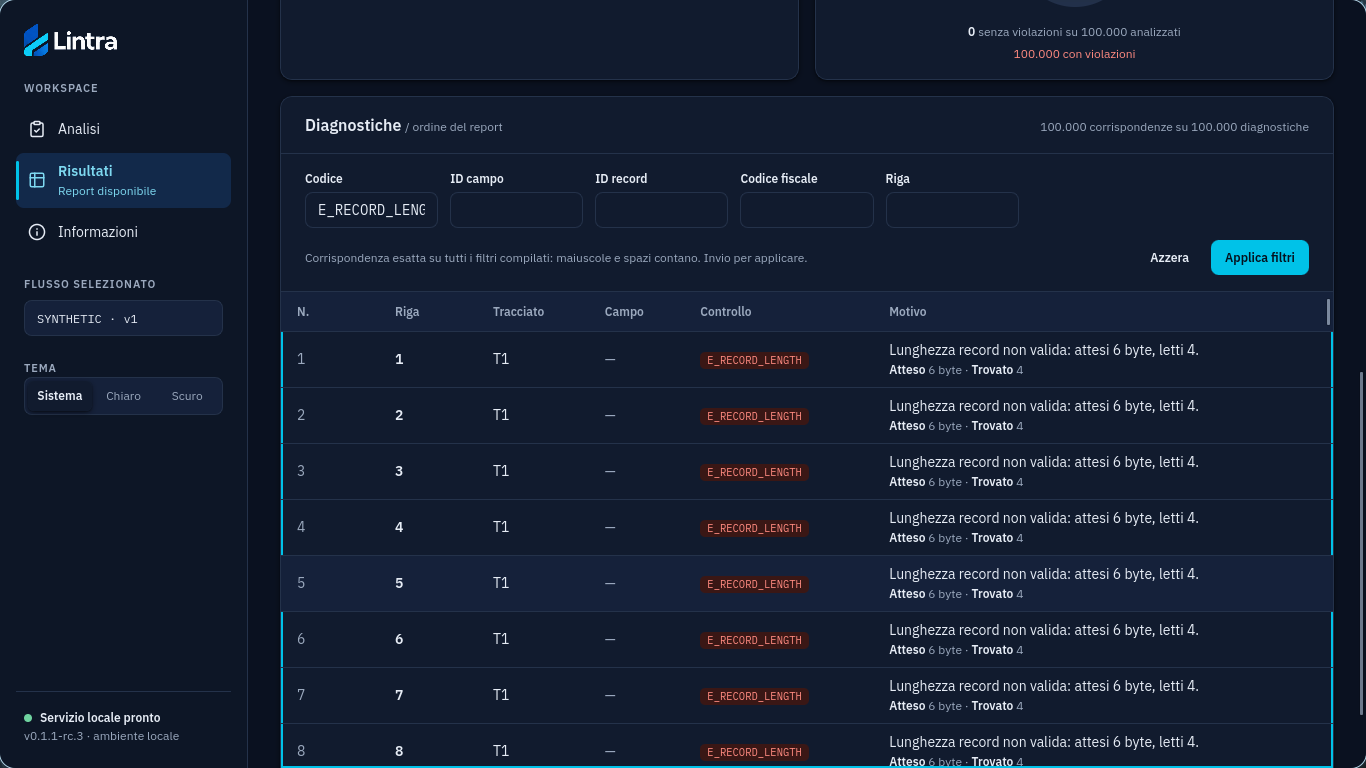 Lintra
WORKSPACE
Analisi
Risultati
Report disponibile
Informazioni
FLUSSO SELEZIONATO
SYNTHETIC · v1
TEMA
Sistema Chiaro Scuro
Servizio locale pronto
v0.1.1-rc.3 · ambiente locale
0 senza violazioni su 100.000 analizzati
100.000 con violazioni
Diagnostiche / ordine del report
100.000 corrispondenze su 100.000 diagnostiche
Codice ID campo ID record Codice fiscale Riga
E_RECORD_LENG
Corrispondenza esatta su tutti i filtri compilati: maiuscole e spazi contano. Invio per applicare.
Azzera Applica filtri
N. Riga Tracciato Campo Controllo Motivo
1 1 T1 — E_RECORD_LENGTH Lunghezza record non valida: attesi 6 byte, letti 4.
Atteso 6 byte · Trovato 4
2 2 T1 — E_RECORD_LENGTH Lunghezza record non valida: attesi 6 byte, letti 4.
Atteso 6 byte · Trovato 4
3 3 T1 — E_RECORD_LENGTH Lunghezza record non valida: attesi 6 byte, letti 4.
Atteso 6 byte · Trovato 4
4 4 T1 — E_RECORD_LENGTH Lunghezza record non valida: attesi 6 byte, letti 4.
Atteso 6 byte · Trovato 4
5 5 T1 — E_RECORD_LENGTH Lunghezza record non valida: attesi 6 byte, letti 4.
Atteso 6 byte · Trovato 4
6 6 T1 — E_RECORD_LENGTH Lunghezza record non valida: attesi 6 byte, letti 4.
Atteso 6 byte · Trovato 4
7 7 T1 — E_RECORD_LENGTH Lunghezza record non valida: attesi 6 byte, letti 4.
Atteso 6 byte · Trovato 4
8 8 T1 — E_RECORD_LENGTH Lunghezza record non valida: attesi 6 byte, letti 4.
Atteso 6 byte · Trovato 4